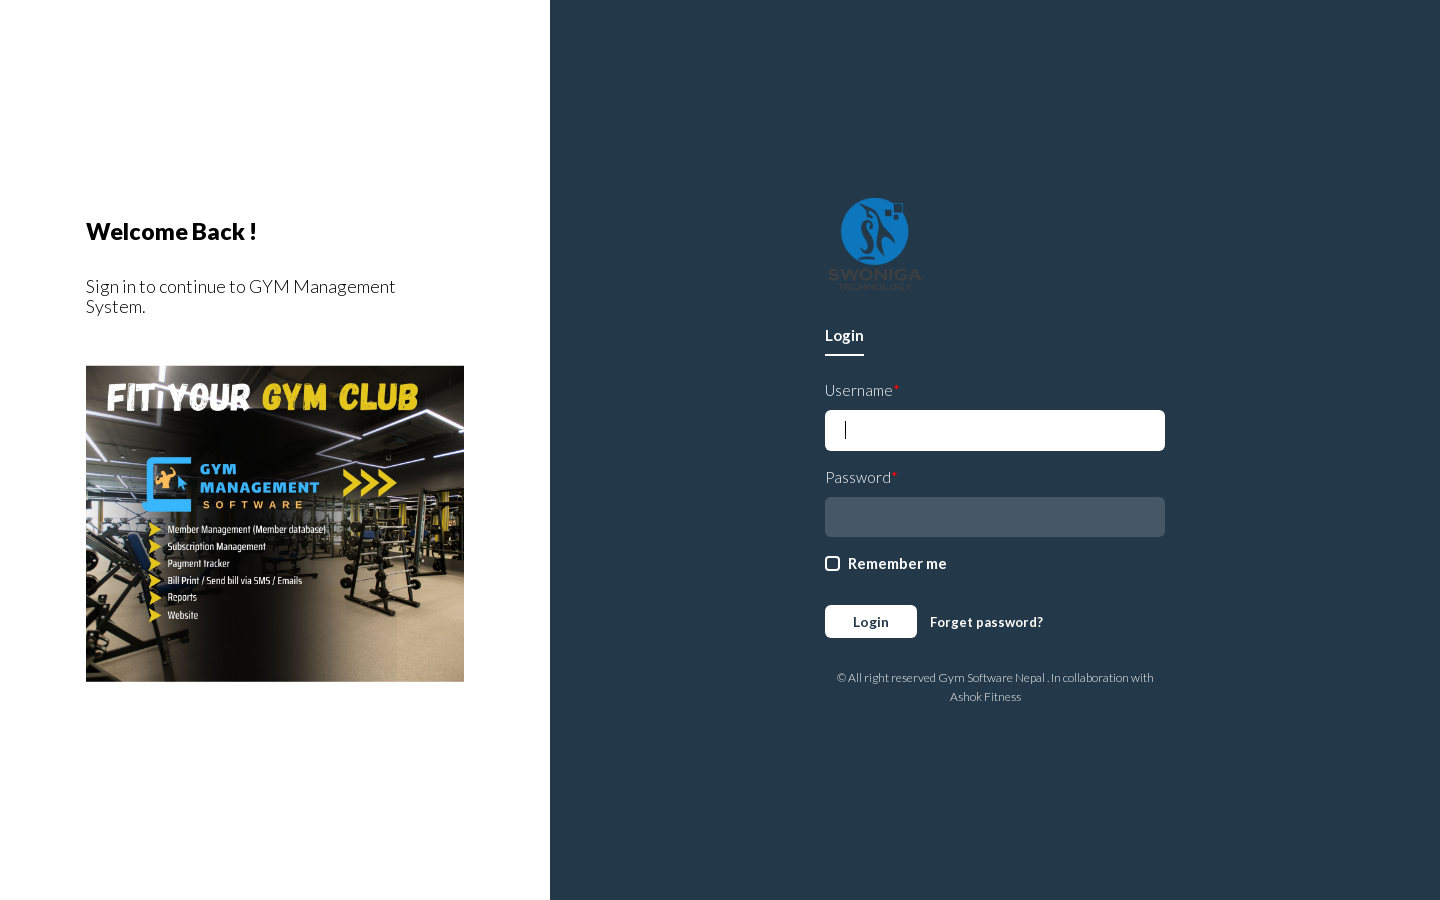 Welcome Back !
Sign in to continue to GYM Management
System.
FIT YOUR GYM CLUB
GYM
MANAGEMENT
SOFTWARE
Member Management (Member database)
Subscription Management
Payment tracker
Bill Print / Send bill via SMS / Emails
Reports
Website
SWONIGA
TECHNOLOGY
Login
Username*
Password*
Remember me
Login
Forget password?
© All right reserved Gym Software Nepal . In collaboration with
Ashok Fitness